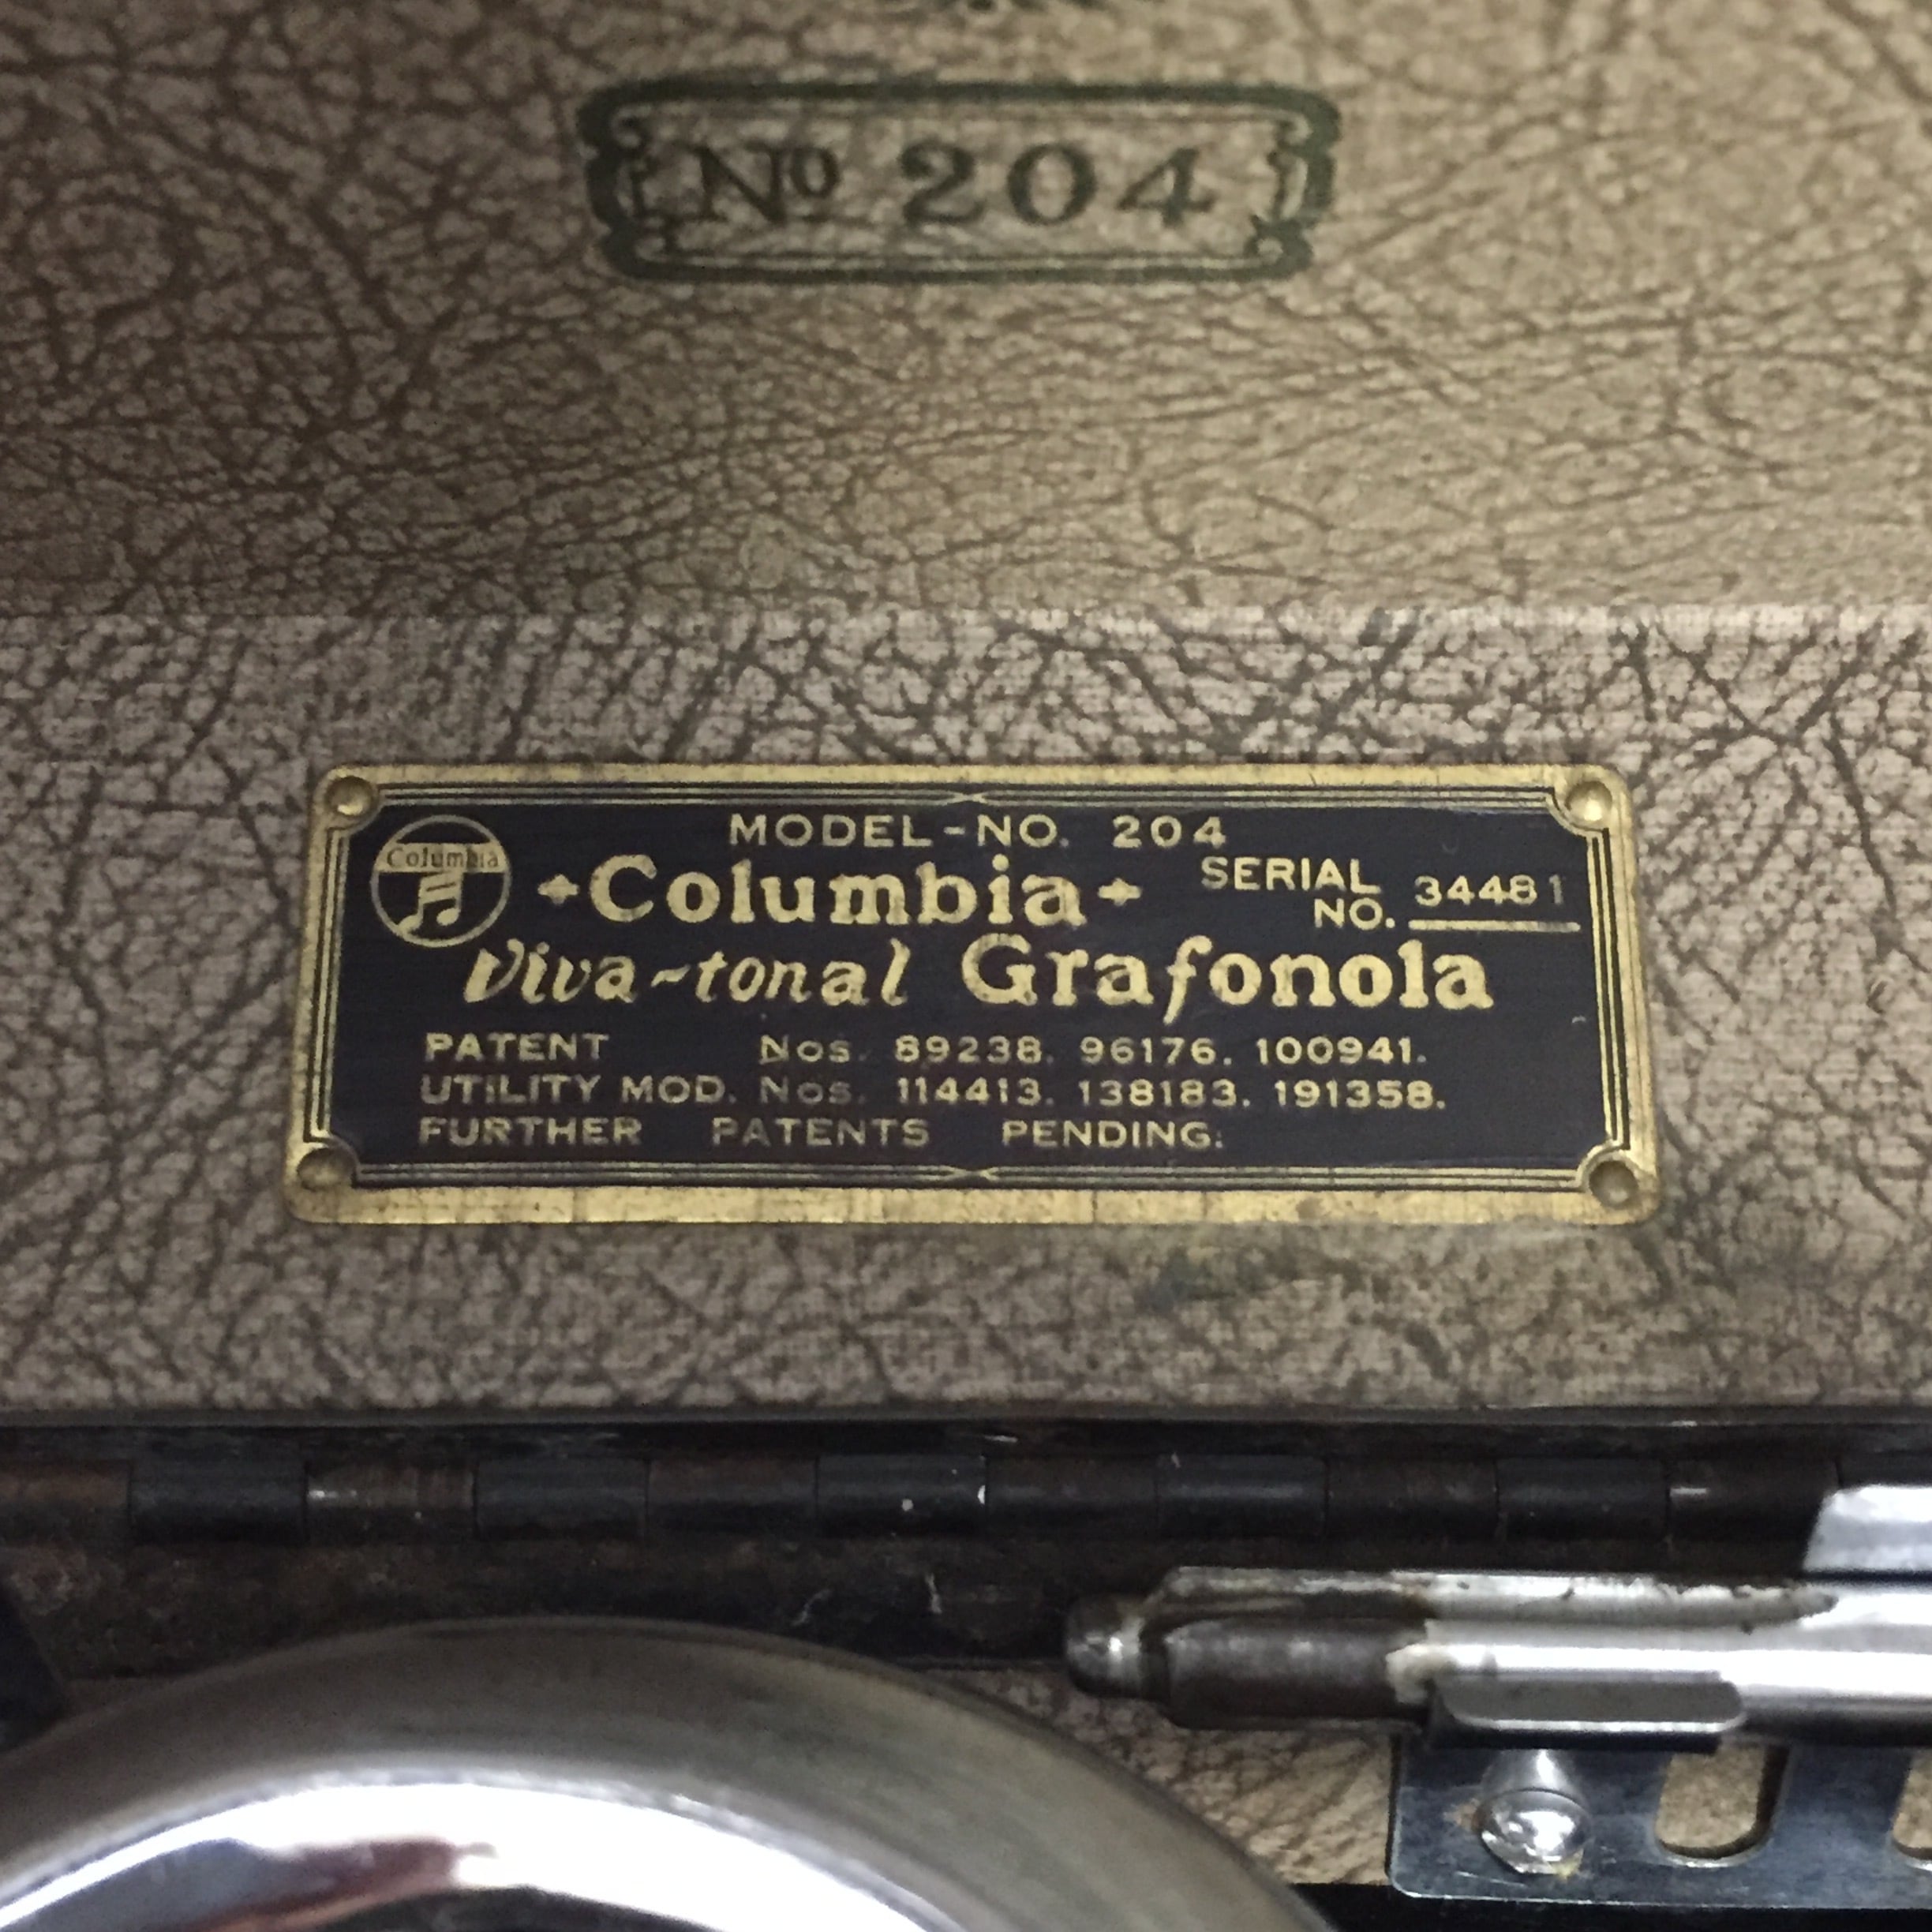 No 204
MODEL-NO. 204
Columbia
Columbia
SERIAL NO. 34481
Viva-tonal Grafonola
PATENT Nos. 89238. 96176. 100941.
UTILITY MOD. Nos. 114413. 138183. 191358.
FURTHER PATENTS PENDING.